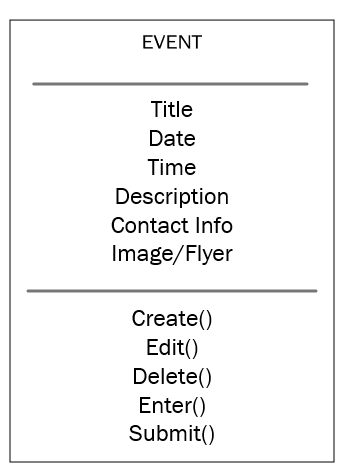 EVENT
Title
Date
Time
Description
Contact Info
Image/Flyer
Create()
Edit()
Delete()
Enter()
Submit()